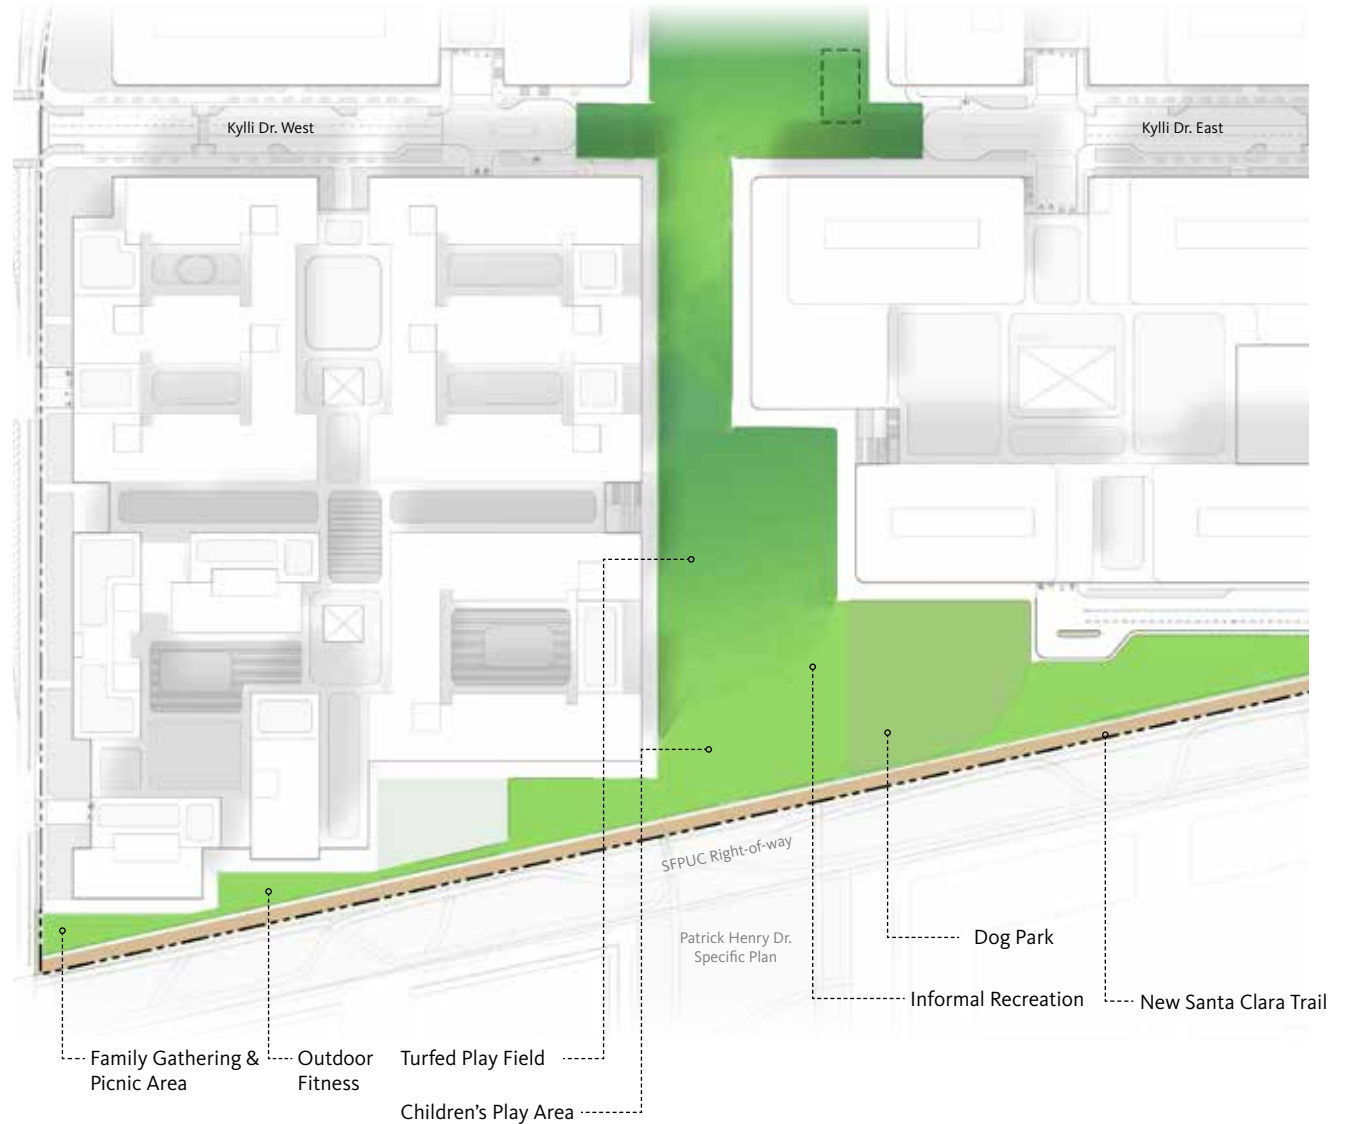 Kylli Dr. West
Kylli Dr. East
SFPUC Right-of-way
Patrick Henry Dr.
Specific Plan
Dog Park
Informal Recreation
New Santa Clara Trail
Family Gathering &
Picnic Area
Outdoor
Fitness
Turfed Play Field
Children's Play Area